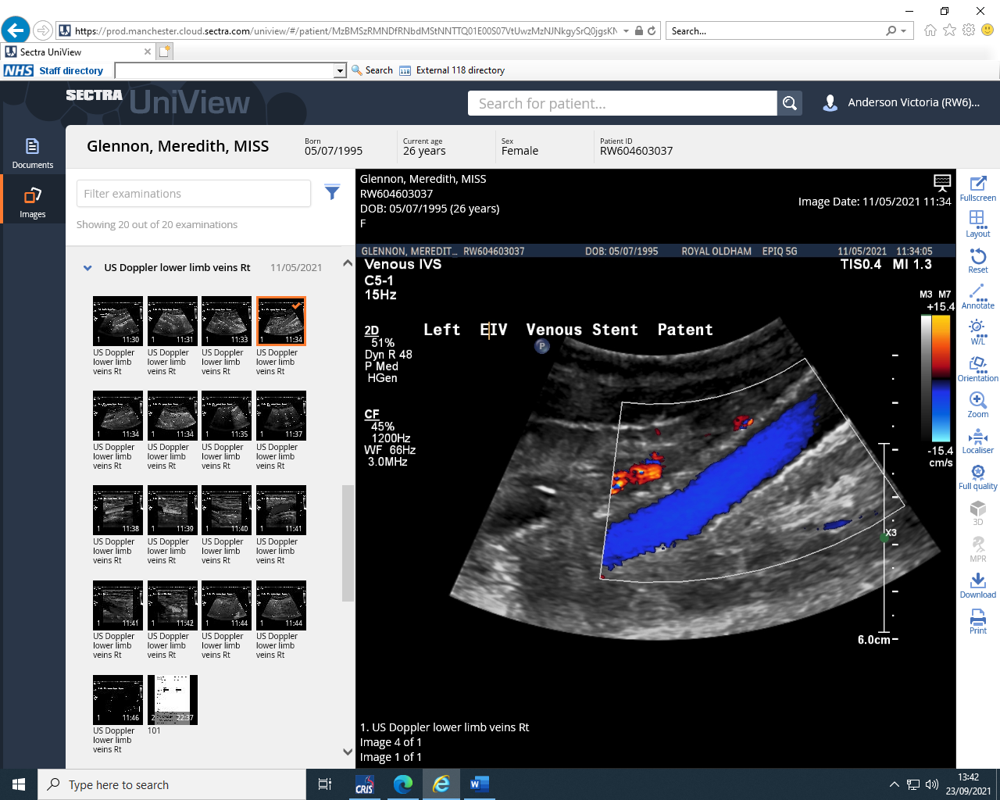 https://prod.manchester.cloud.sectra.com/uniview/#/patient/
Search...
Sectra UniView
NHS Staff directory
Search
External 118 directory
SECTRA UniView
Search for patient...
Anderson Victoria (RW6)...
Documents
Images
Glennon, Meredith, MISS
Born
05/07/1995
Current age
26 years
Sex
Female
Patient ID
RW604603037
Filter examinations
Showing 20 out of 20 examinations
US Doppler lower limb veins Rt 11/05/2021
1 11:30
1 11:31
1 11:33
1 11:34
US Doppler lower limb veins Rt
US Doppler lower limb veins Rt
US Doppler lower limb veins Rt
US Doppler lower limb veins Rt
1 11:34
1 11:34
1 11:35
1 11:37
US Doppler lower limb veins Rt
US Doppler lower limb veins Rt
US Doppler lower limb veins Rt
US Doppler lower limb veins Rt
1 11:38
1 11:39
1 11:40
1 11:41
US Doppler lower limb veins Rt
US Doppler lower limb veins Rt
US Doppler lower limb veins Rt
US Doppler lower limb veins Rt
1 11:41
1 11:42
1 11:44
1 11:44
US Doppler lower limb veins Rt
US Doppler lower limb veins Rt
US Doppler lower limb veins Rt
US Doppler lower limb veins Rt
1 11:46
2 22:37
US Doppler lower limb veins Rt
101
Glennon, Meredith, MISS
RW604603037
DOB: 05/07/1995 (26 years)
F
Image Date: 11/05/2021 11:34
GLENNON, MEREDIT... RW604603037 DOB: 05/07/1995 ROYAL OLDHAM EPIQ 5G 11/05/2021 11:34:05
Venous IVS
C5-1
15Hz
TIS0.4 MI 1.3
M3 M7
+15.4
-15.4
cm/s
2D
51%
Dyn R 48
P Med
HGen
CF
45%
1200Hz
WF 66Hz
3.0MHz
Left EIV Venous Stent Patent
P
X3
6.0cm
1. US Doppler lower limb veins Rt
Image 4 of 1
Image 1 of 1
Fullscreen
Layout
Reset
Annotate
W/L
Orientation
Zoom
Localiser
Full quality
3D
MPR
Download
Print
Type here to search
CRIS
13:42
23/09/2021